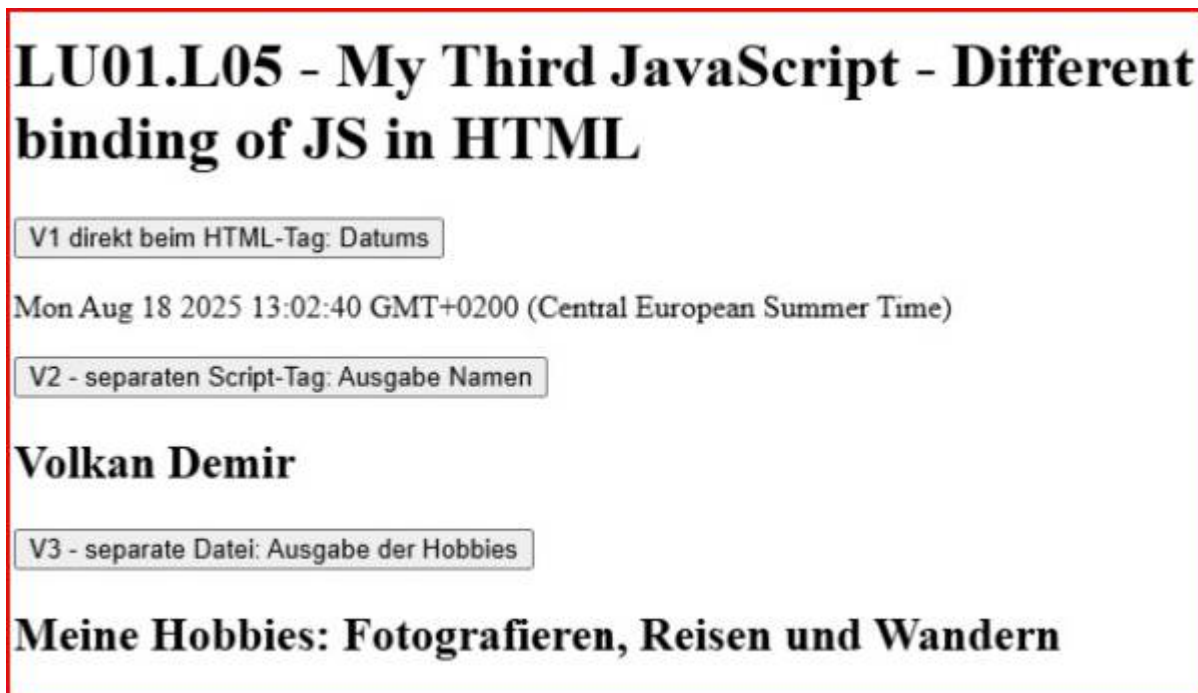 LU01.L05 - My Third JavaScript - Different
binding of JS in HTML
V1 direkt beim HTML-Tag: Datums
Mon Aug 18 2025 13:02:40 GMT+0200 (Central European Summer Time)
V2 - separaten Script-Tag: Ausgabe Namen
Volkan Demir
V3 - separate Datei: Ausgabe der Hobbies
Meine Hobbies: Fotografieren, Reisen und Wandern